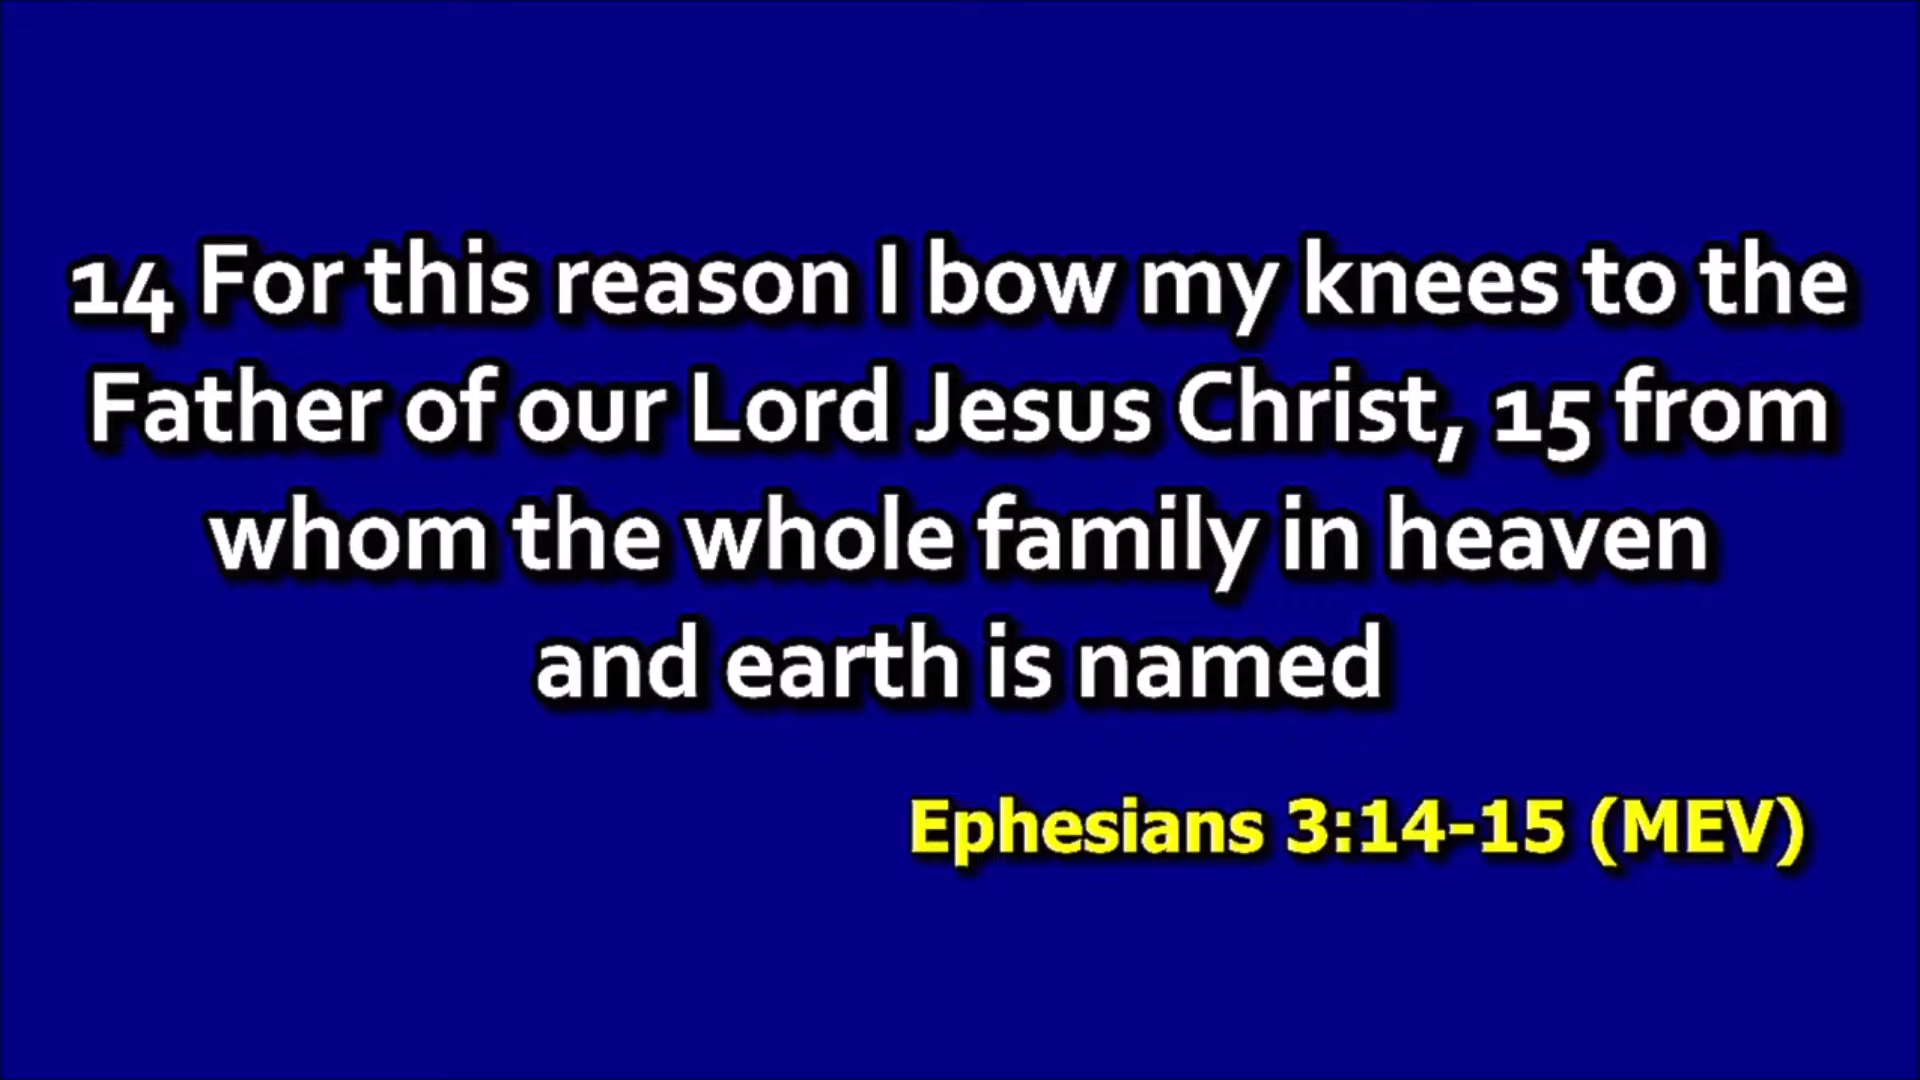 14 For this reason I bow my knees to the
Father of our Lord Jesus Christ, 15 from
whom the whole family in heaven
and earth is named
Ephesians 3:14-15 (MEV)